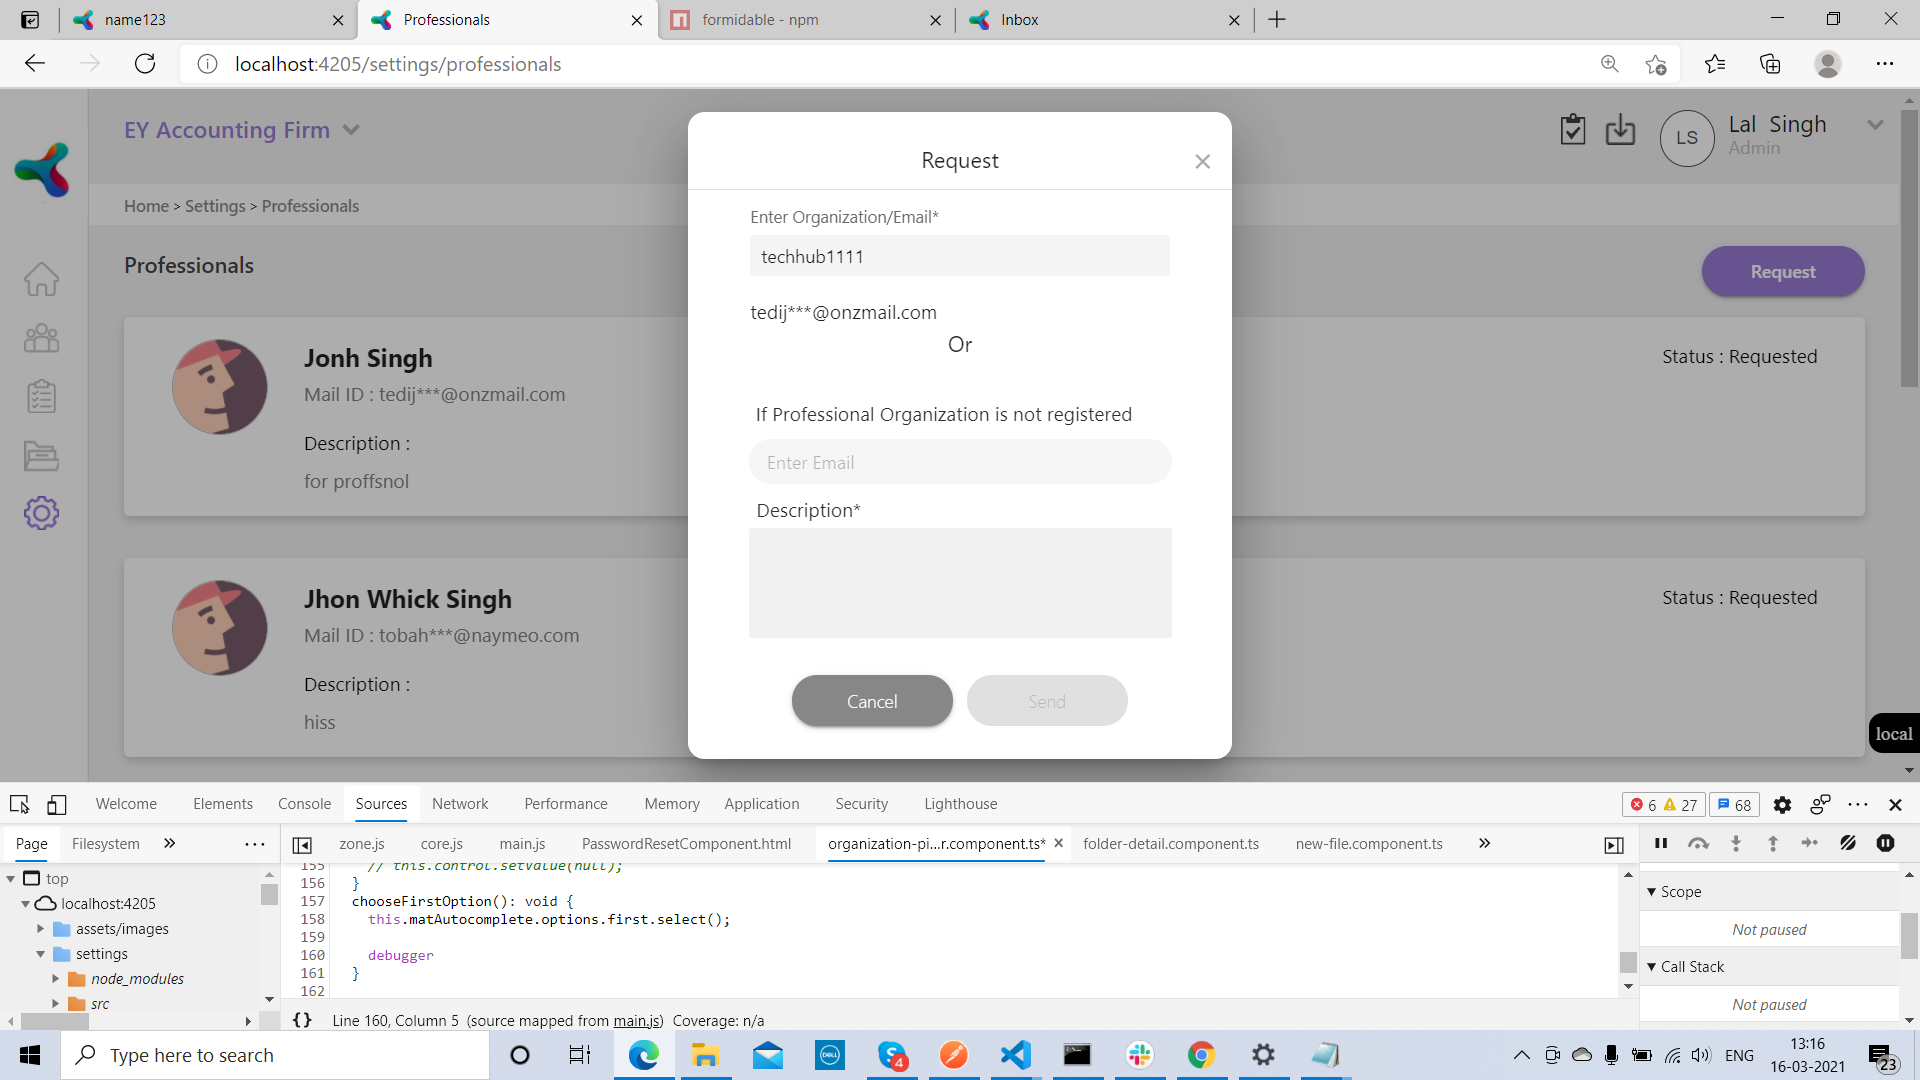 name123
Professionals
formidable - npm
Inbox
localhost:4205/settings/professionals
EY Accounting Firm
LS
Lal Singh
Admin
Home > Settings > Professionals
Professionals
Request
Jonh Singh
Mail ID : tedij***@onzmail.com
Description :
for proffsnol
Status : Requested
Jhon Whick Singh
Mail ID : tobah***@naymeo.com
Description :
hiss
Status : Requested
Request
Enter Organization/Email*
techhub1111
tedij***@onzmail.com
Or
If Professional Organization is not registered
Enter Email
Description*
Cancel
Send
local
Welcome
Elements
Console
Sources
Network
Performance
Memory
Application
Security
Lighthouse
6
27
68
Page
Filesystem
zone.js
core.js
main.js
PasswordResetComponent.html
organization-pi...r.component.ts*
folder-detail.component.ts
new-file.component.ts
top
localhost:4205
assets/images
settings
node_modules
src
155 // this.control.setValue(null);
156 }
157 chooseFirstOption(): void {
158 this.matAutocomplete.options.first.select();
159
160 debugger
161 }
162
{} Line 160, Column 5 (source mapped from main.js) Coverage: n/a
Scope
Not paused
Call Stack
Not paused
Type here to search
DELL
4
ENG
13:16
16-03-2021
23